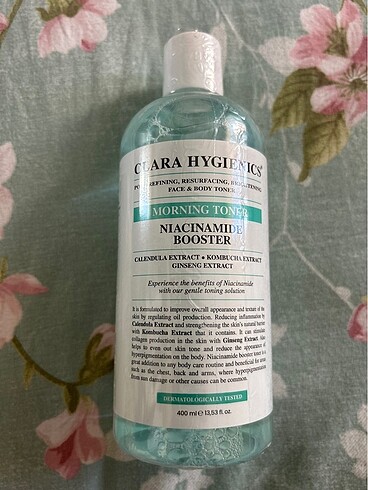 CLARA HYGIENICS®
PORE REFINING, RESURFACING, BRIGHTENING
FACE & BODY TONER
MORNING TONER
NIACINAMIDE
BOOSTER
CALENDULA EXTRACT • KOMBUCHA EXTRACT
GINSENG EXTRACT
Experience the benefits of Niacinamide
with our gentle toning solution
It is formulated to improve overall appearance and texture of the
skin by regulating oil production. Reducing inflammation by
Calendula Extract and strengthening the skin's natural barrier
with Kombucha Extract that it contains. It can stimulate
collagen production in the skin with Ginseng Extract. Also
helps to even out skin tone and reduce the appearance of
hyperpigmentation on the body. Niacinamide booster toner is a
great addition to any body care routine and beneficial for areas
such as the chest, back and arms, where hyperpigmentation
from sun damage or other causes can be common.
DERMATOLOGICALLY TESTED
400 ml ℮ 13,53 fl. oz.